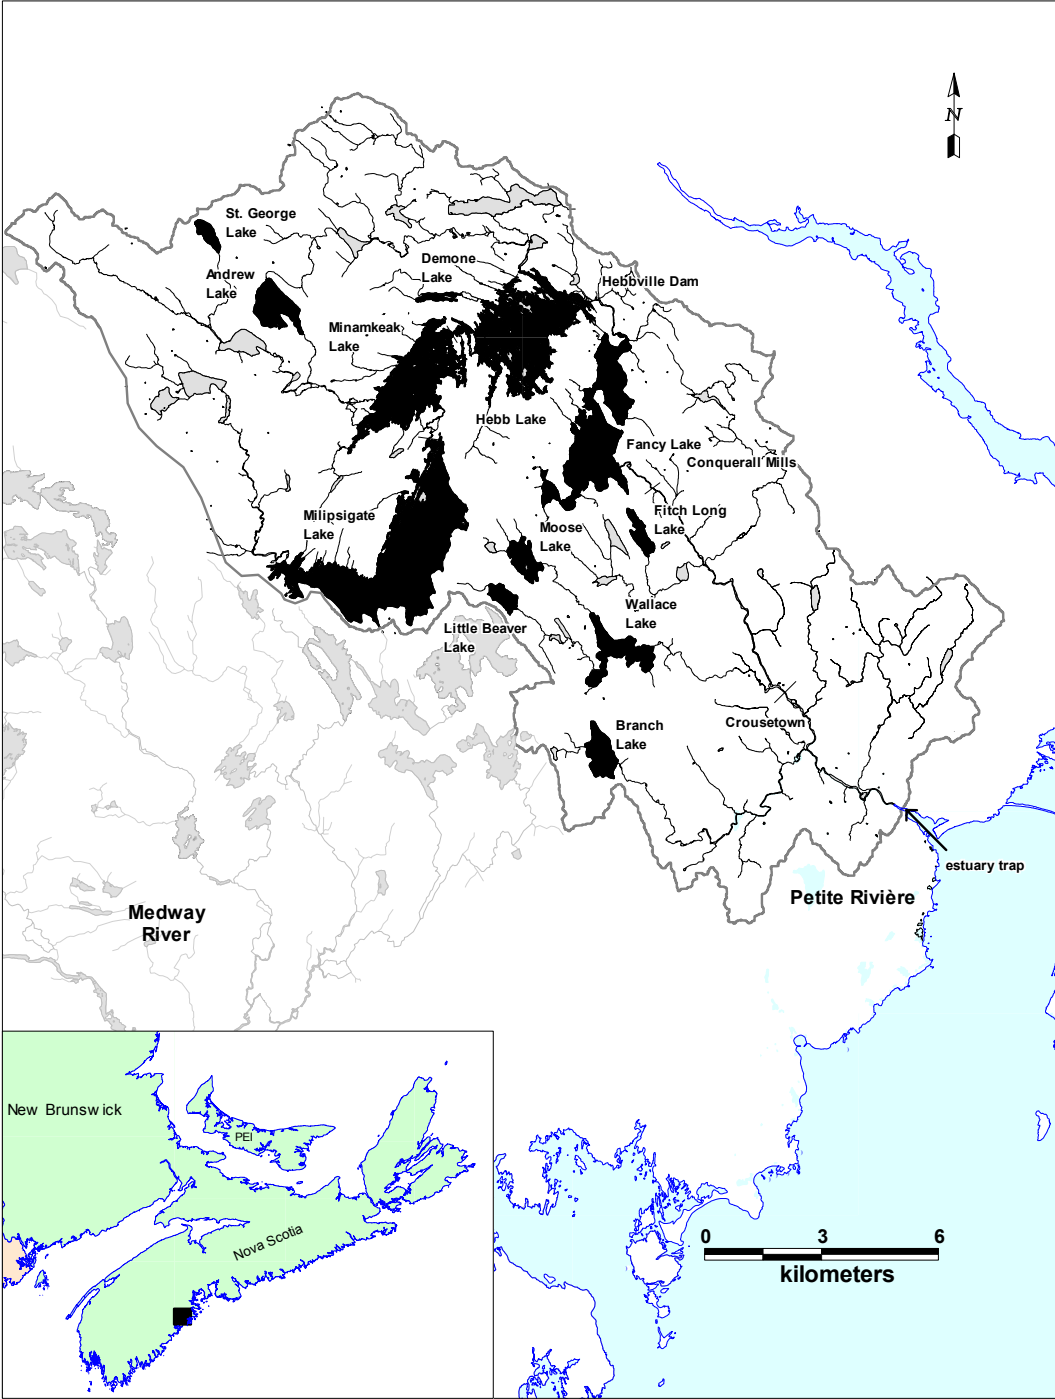 N
St. George
Lake
Andrew
Lake
Demone
Lake
Hebbville Dam
Minamkeak
Lake
Hebb Lake
Fancy Lake
Conquerall Mills
Milipsigate
Lake
Moose
Lake
Fitch Long
Lake
Wallace
Lake
Little Beaver
Lake
Branch
Lake
Crousetown
estuary trap
Petite Rivière
Medway
River
New Brunswick
PEI
Nova Scotia
0 3 6
kilometers